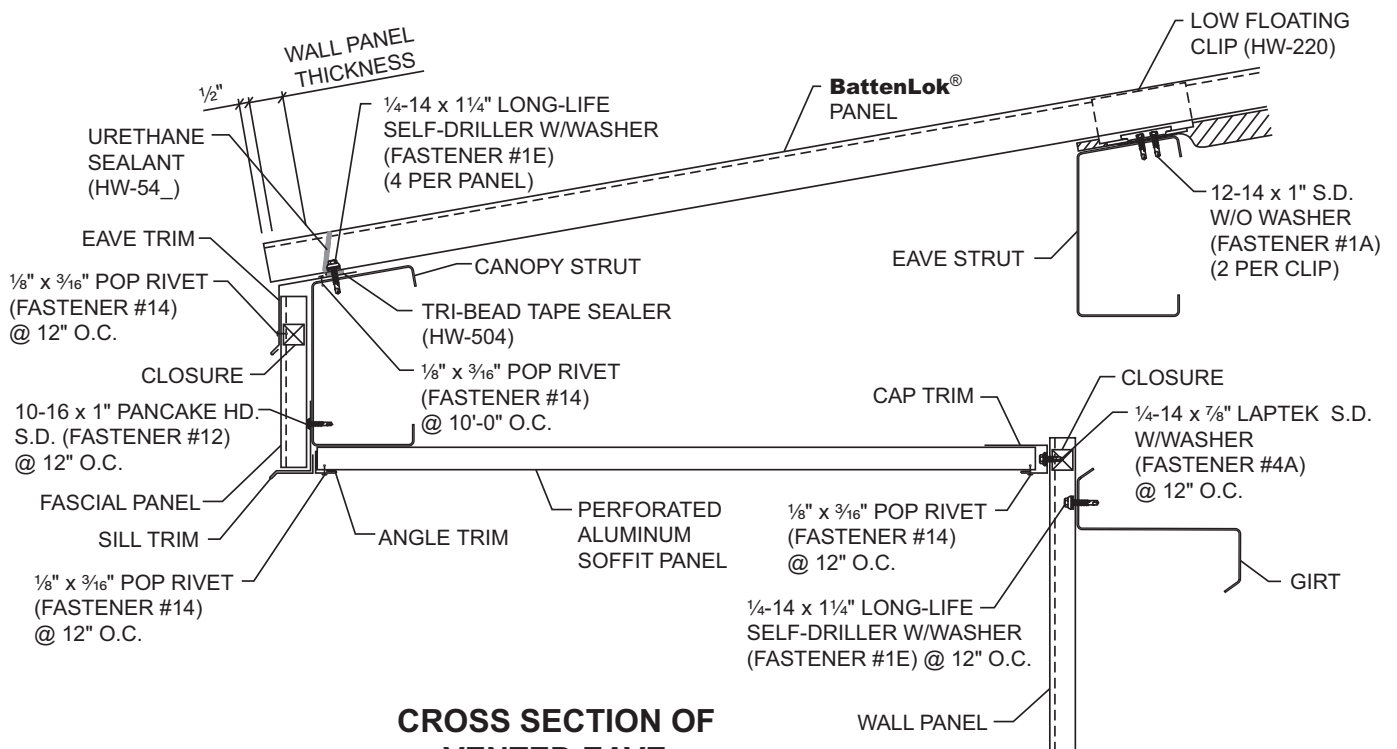 WALL PANEL
THICKNESS
½"
URETHANE
SEALANT
(HW-54_)
¼-14 x 1¼" LONG-LIFE
SELF-DRILLER W/WASHER
(FASTENER #1E)
(4 PER PANEL)
BattenLok®
PANEL
LOW FLOATING
CLIP (HW-220)
12-14 x 1" S.D.
W/O WASHER
(FASTENER #1A)
(2 PER CLIP)
EAVE STRUT
EAVE TRIM
⅛" x 3⁄16" POP RIVET
(FASTENER #14)
@ 12" O.C.
CANOPY STRUT
TRI-BEAD TAPE SEALER
(HW-504)
CLOSURE
⅛" x 3⁄16" POP RIVET
(FASTENER #14)
@ 10'-0" O.C.
10-16 x 1" PANCAKE HD.
S.D. (FASTENER #12)
@ 12" O.C.
FASCIAL PANEL
SILL TRIM
⅛" x 3⁄16" POP RIVET
(FASTENER #14)
@ 12" O.C.
ANGLE TRIM
PERFORATED
ALUMINUM
SOFFIT PANEL
CAP TRIM
CLOSURE
¼-14 x ⅞" LAPTEK S.D.
W/WASHER
(FASTENER #4A)
@ 12" O.C.
⅛" x 3⁄16" POP RIVET
(FASTENER #14)
@ 12" O.C.
GIRT
¼-14 x 1¼" LONG-LIFE
SELF-DRILLER W/WASHER
(FASTENER #1E) @ 12" O.C.
WALL PANEL
CROSS SECTION OF
VENTED EAVE